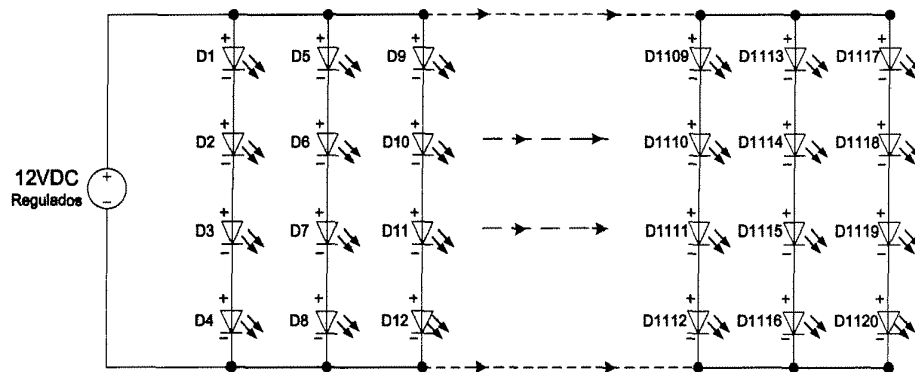 D1 D5 D9 D1109 D1113 D1117
D2 D6 D10 D1110 D1114 D1118
12VDC
Regulados
D3 D7 D11 D1111 D1115 D1119
D4 D8 D12 D1112 D1116 D1120